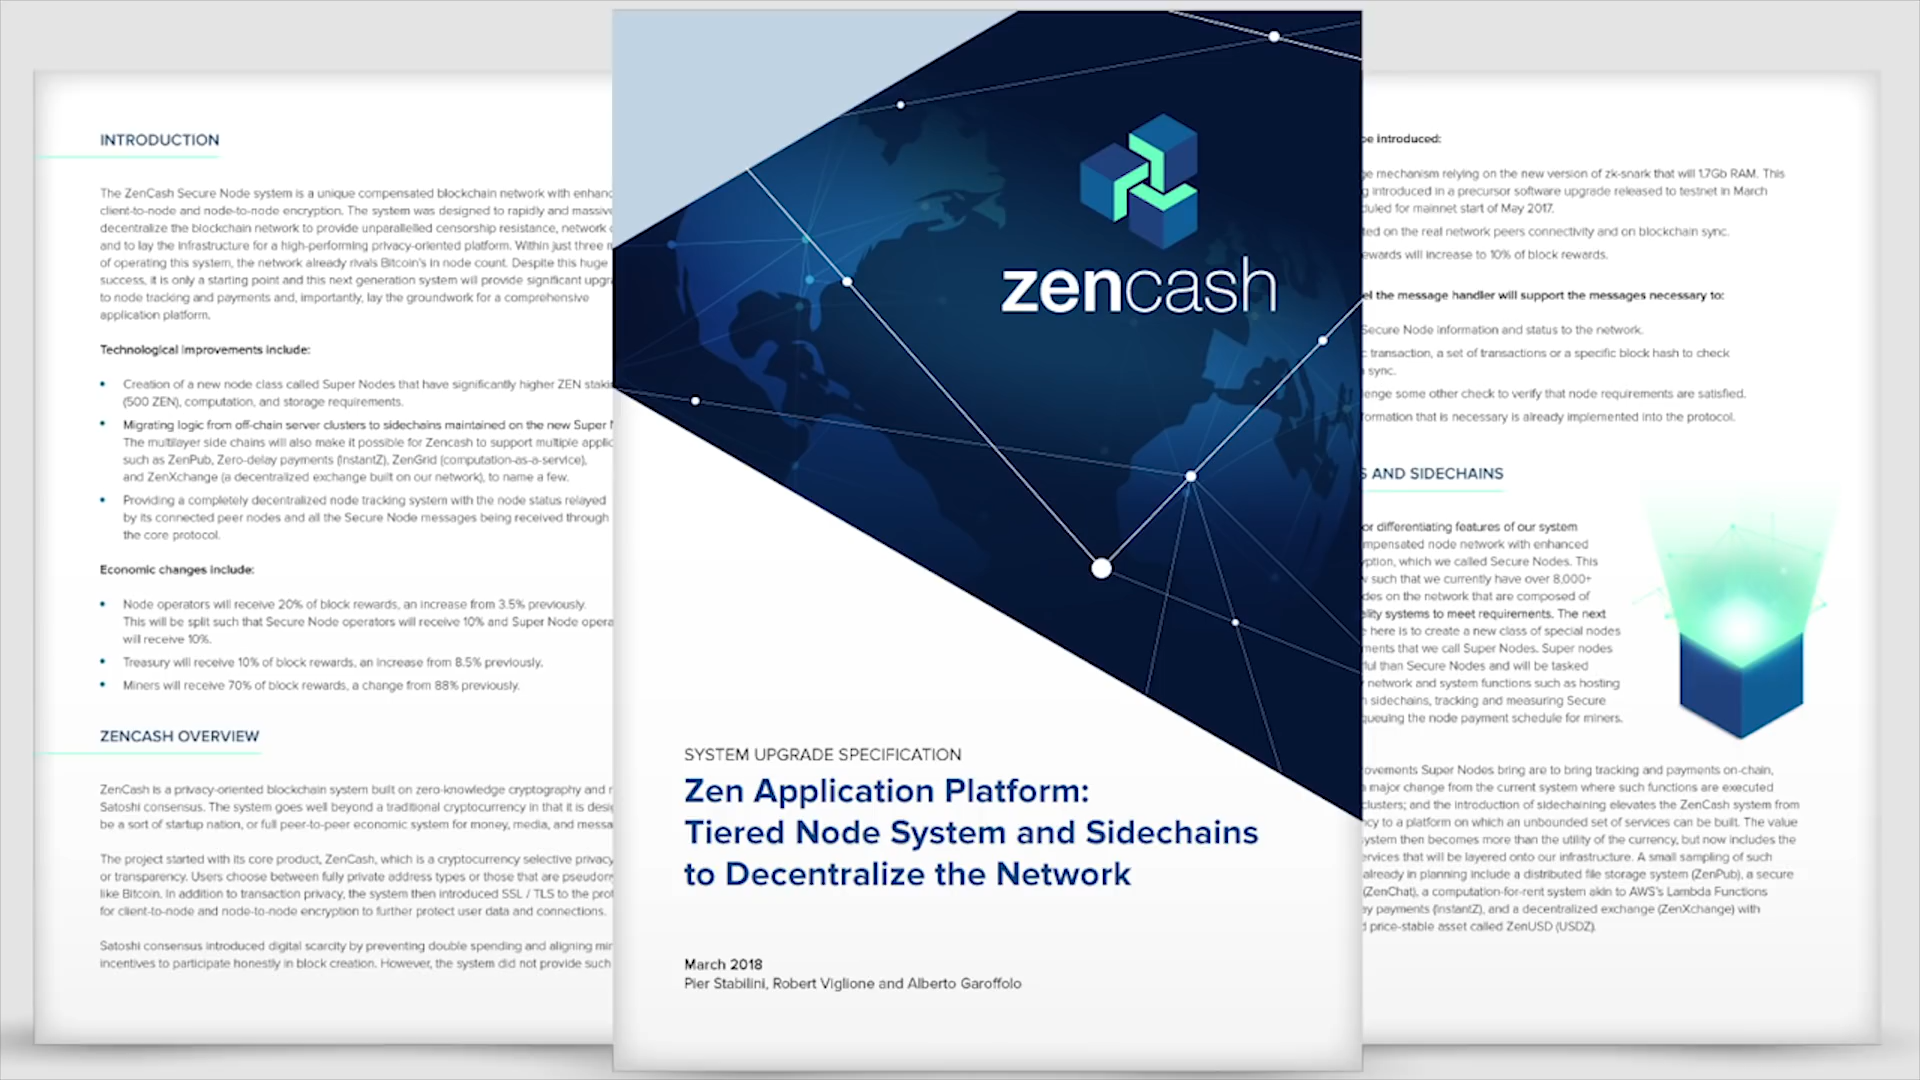 INTRODUCTION
The ZenCash Secure Node system is a unique compensated blockchain network with
client-to-node and node-to-node encryption. The system was designed to rapidly and
decentralize the blockchain network to provide unparallelled censorship resistance, network
and to lay the infrastructure for a high-performing privacy-oriented platform. Within just three
of operating this system, the network already rivals Bitcoin's in node count. Despite this huge
success, it is only a starting point and this next generation system will provide significant
to node tracking and payments and, importantly, lay the groundwork for a comprehensive
application platform.
Technological improvements include:
• Creation of a new node class called Super Nodes that have significantly higher ZEN
(500 ZEN), computation, and storage requirements.
• Migrating logic from off-chain server clusters to sidechains maintained on the new Super
The multilayer side chains will also make it possible for Zencash to support multiple
such as ZenPub, Zero-delay payments (InstantZ), ZenGrid (computation-as-a-service),
and ZenXchange (a decentralized exchange built on our network), to name a few.
• Providing a completely decentralized node tracking system with the node status relayed
by its connected peer nodes and all the Secure Node messages being received through
the core protocol.
Economic changes include:
• Node operators will receive 20% of block rewards, an increase from 3.5% previously.
This will be split such that Secure Node operators will receive 10% and Super Node
will receive 10%.
• Treasury will receive 10% of block rewards, an increase from 8.5% previously.
• Miners will receive 70% of block rewards, a change from 88% previously.
ZENCASH OVERVIEW
ZenCash is a privacy-oriented blockchain system built on zero-knowledge cryptography and
Satoshi consensus. The system goes well beyond a traditional cryptocurrency in that it is
be a sort of startup nation, or full peer-to-peer economic system for money, media, and
The project started with its core product, ZenCash, which is a cryptocurrency selective privacy
or transparency. Users choose between fully private address types or those that are
like Bitcoin. In addition to transaction privacy, the system then introduced SSL / TLS to the
for client-to-node and node-to-node encryption to further protect user data and connections.
Satoshi consensus introduced digital scarcity by preventing double spending and aligning
incentives to participate honestly in block creation. However, the system did not provide such
zencash
SYSTEM UPGRADE SPECIFICATION
Zen Application Platform:
Tiered Node System and Sidechains
to Decentralize the Network
March 2018
Pier Stabilini, Robert Viglione and Alberto Garoffolo
be introduced:
mechanism relying on the new version of zk-snark that will 1.7Gb RAM. This
introduced in a precursor software upgrade released to testnet in March
mainnet start of May 2017.
on the real network peers connectivity and on blockchain sync.
will increase to 10% of block rewards.
the message handler will support the messages necessary to:
Secure Node information and status to the network.
transaction, a set of transactions or a specific block hash to check
sync.
some other check to verify that node requirements are satisfied.
that is necessary is already implemented into the protocol.
AND SIDECHAINS
differentiating features of our system
node network with enhanced
which we called Secure Nodes. This
such that we currently have over 8,000+
on the network that are composed of
systems to meet requirements. The next
here is to create a new class of special nodes
that we call Super Nodes. Super nodes
than Secure Nodes and will be tasked
network and system functions such as hosting
sidechains, tracking and measuring Secure
queuing the node payment schedule for miners.
Super Nodes bring are to bring tracking and payments on-chain,
major change from the current system where such functions are executed
clusters; and the introduction of sidechaining elevates the ZenCash system from
to a platform on which an unbounded set of services can be built. The value
then becomes more than the utility of the currency, but now includes the
that will be layered onto our infrastructure. A small sampling of such
already in planning include a distributed file storage system (ZenPub), a secure
(ZenChat), a computation-for-rent system akin to AWS's Lambda Functions
payments (InstantZ), and a decentralized exchange (ZenXchange) with
price-stable asset called ZenUSD (USDZ).